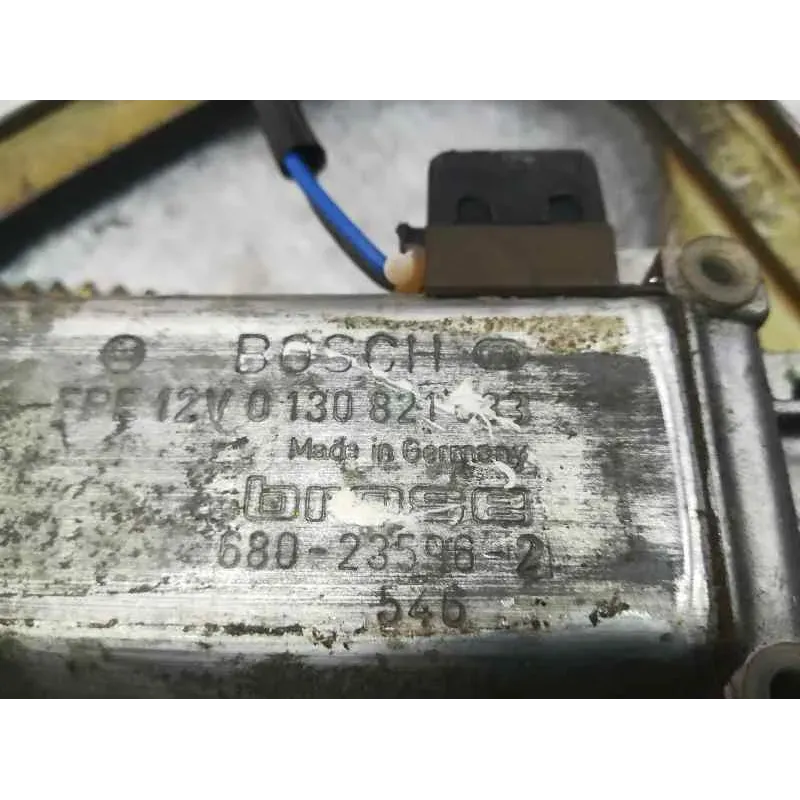 BOSCH
FPE 12V 0 130 821
Made in Germany
brose
680-23596-2
546